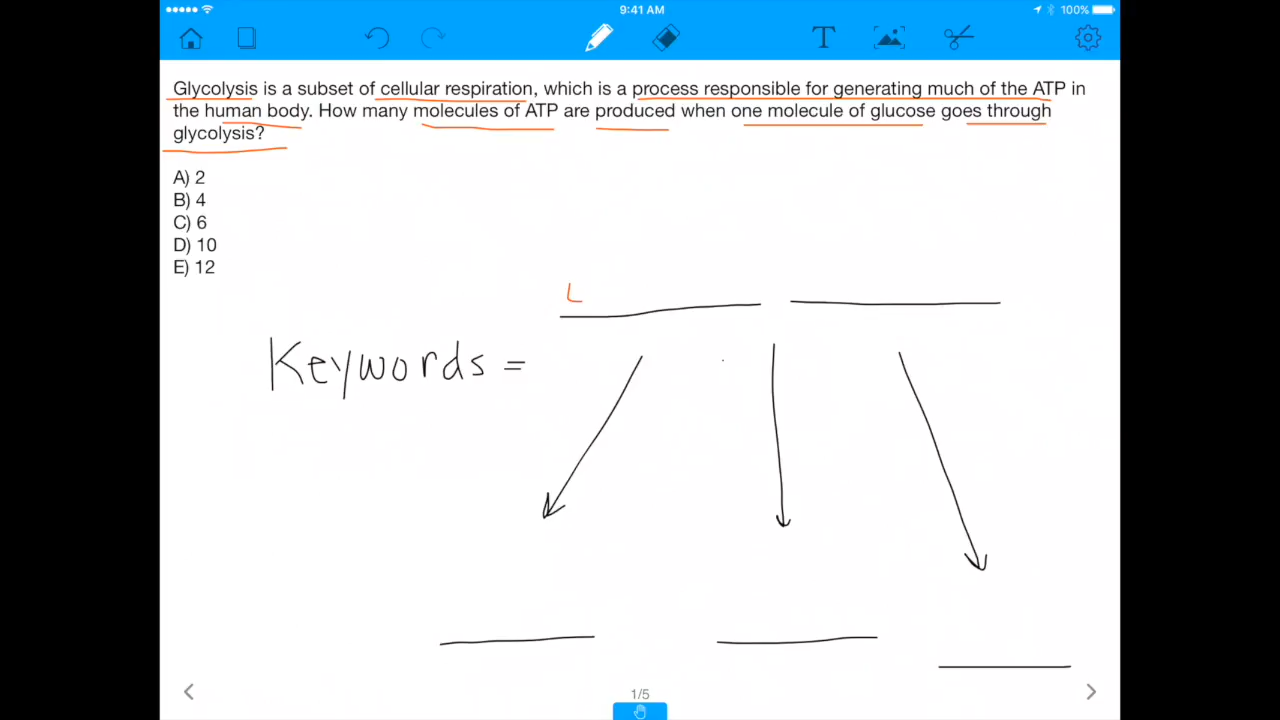 9:41 AM
100%
T
Glycolysis is a subset of cellular respiration, which is a process responsible for generating much of the ATP in
the human body. How many molecules of ATP are produced when one molecule of glucose goes through
glycolysis?
A) 2
B) 4
C) 6
D) 10
E) 12
L
Keywords =
1/5